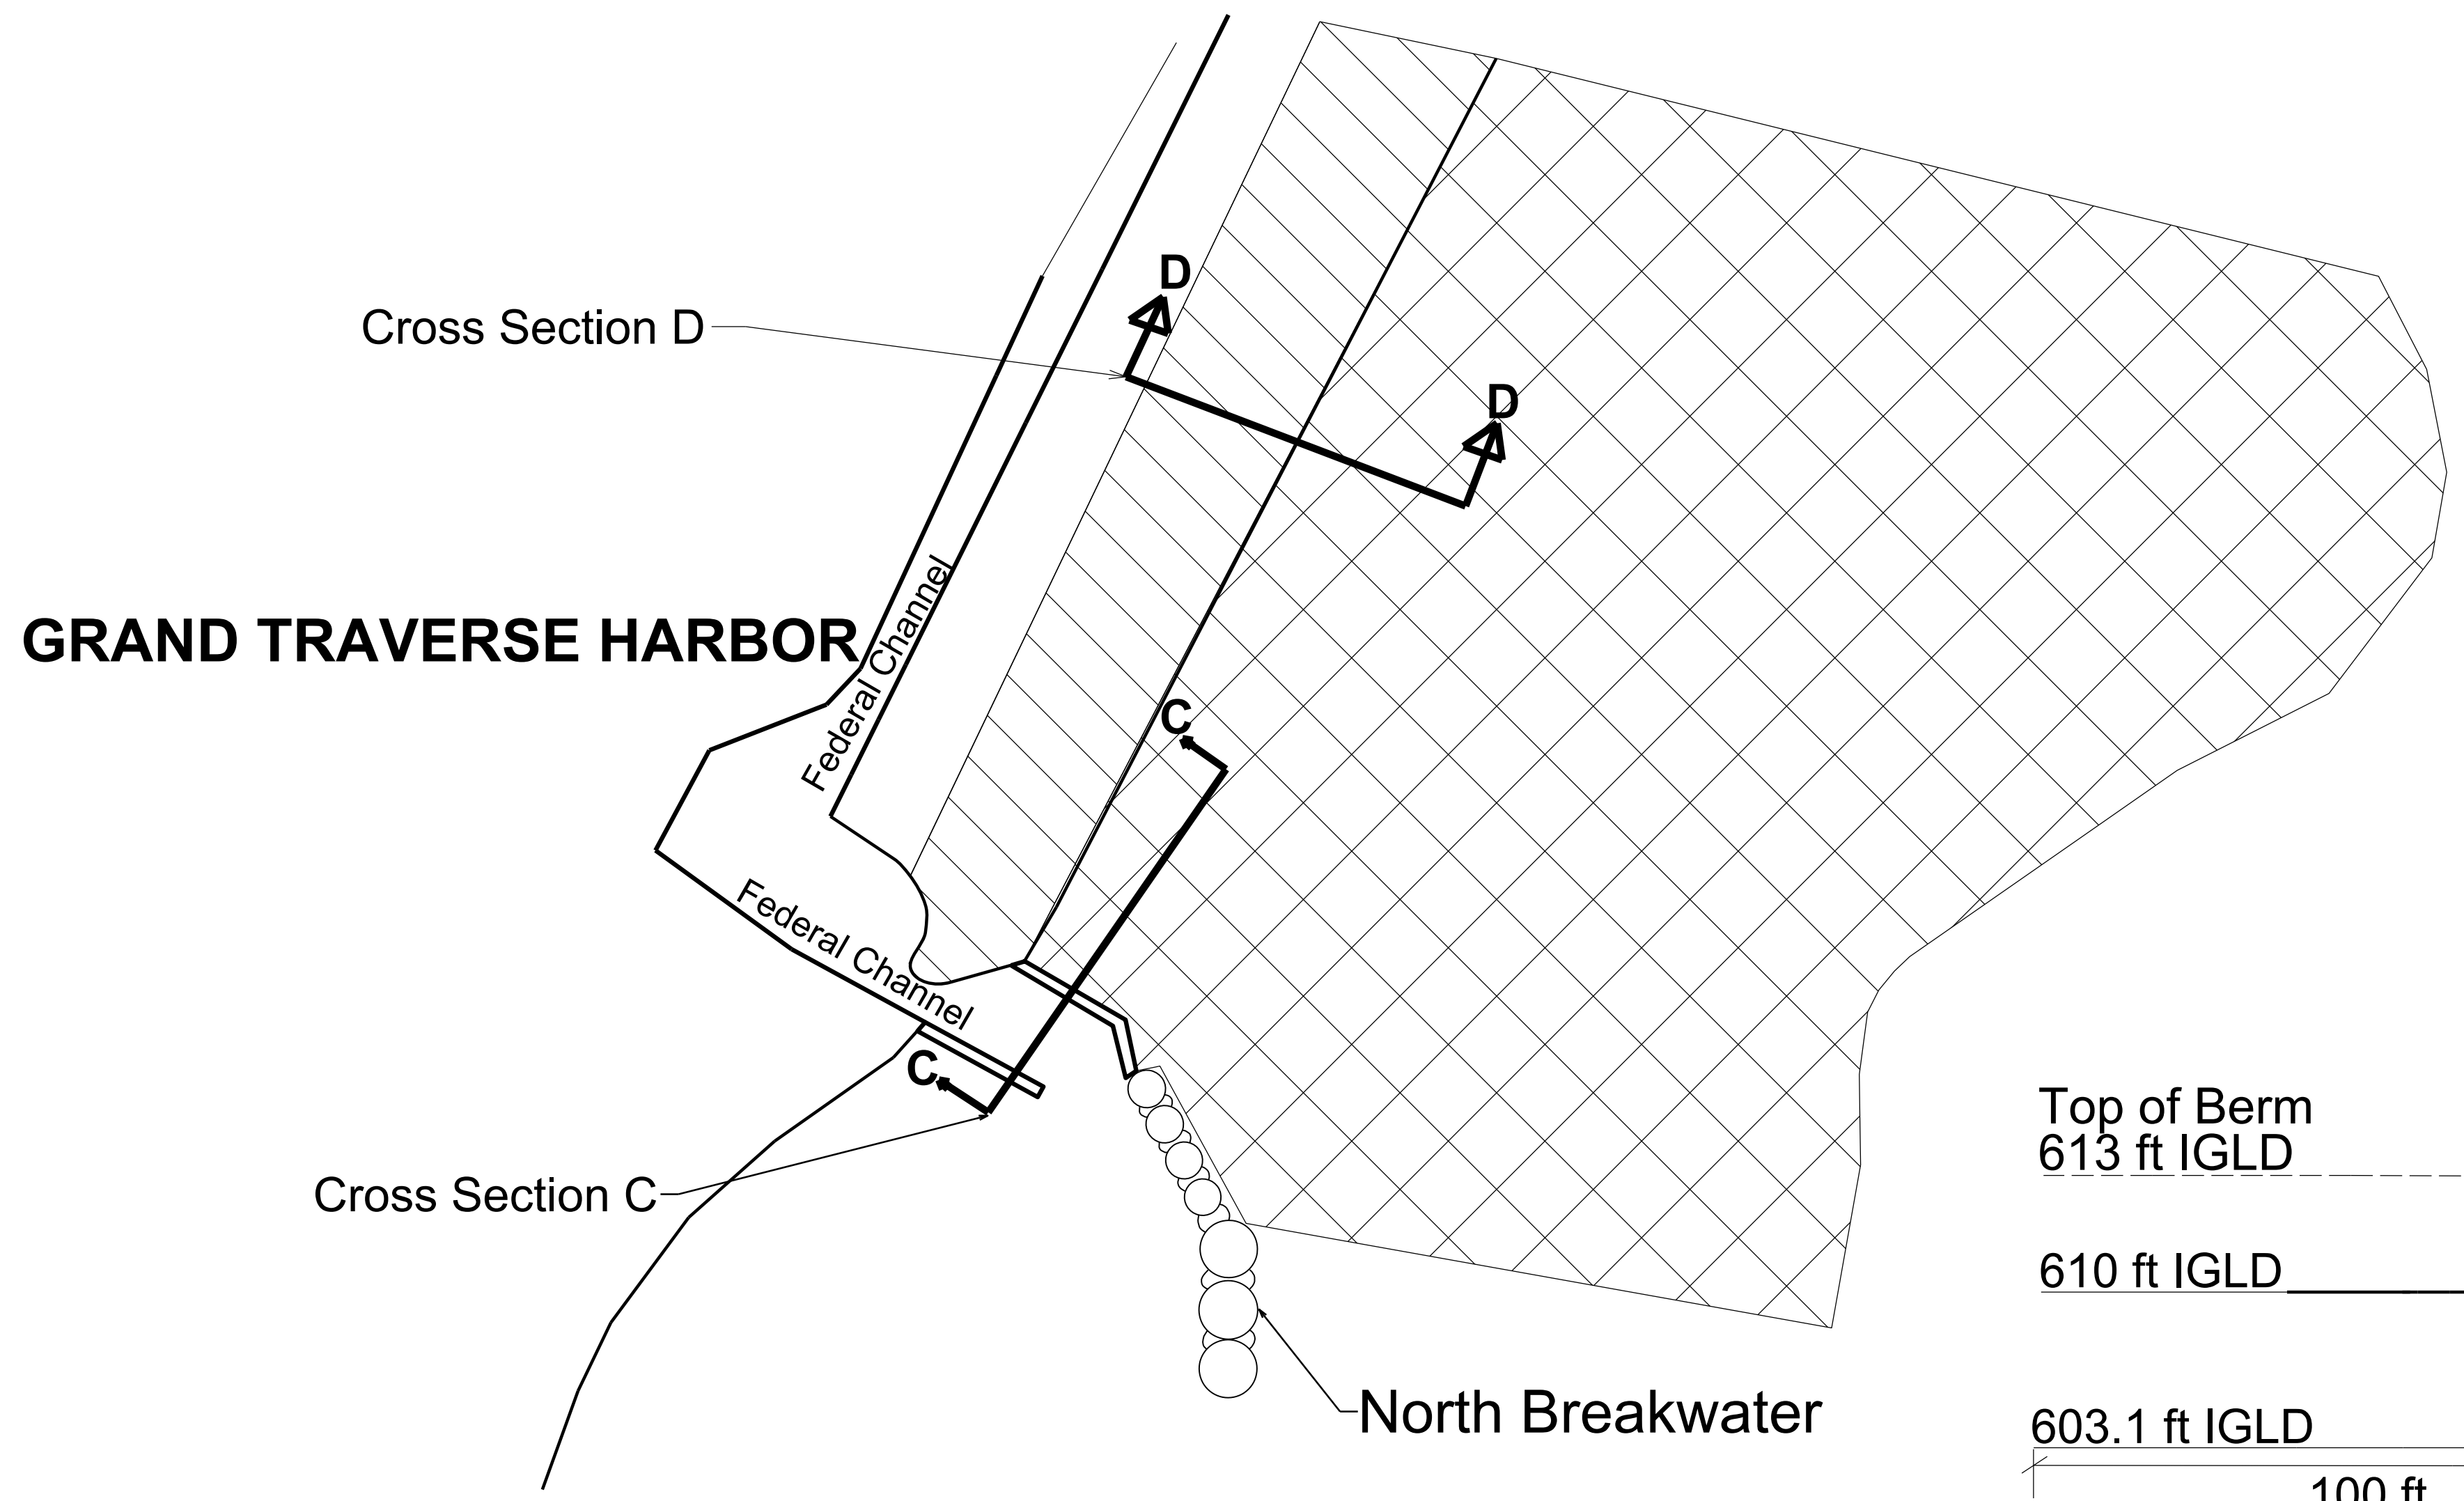 D
Cross Section D
D
GRAND TRAVERSE HARBOR
Federal Channel
C
Federal Channel
C
Cross Section C
North Breakwater
Top of Berm
613 ft IGLD
610 ft IGLD
603.1 ft IGLD
100 ft